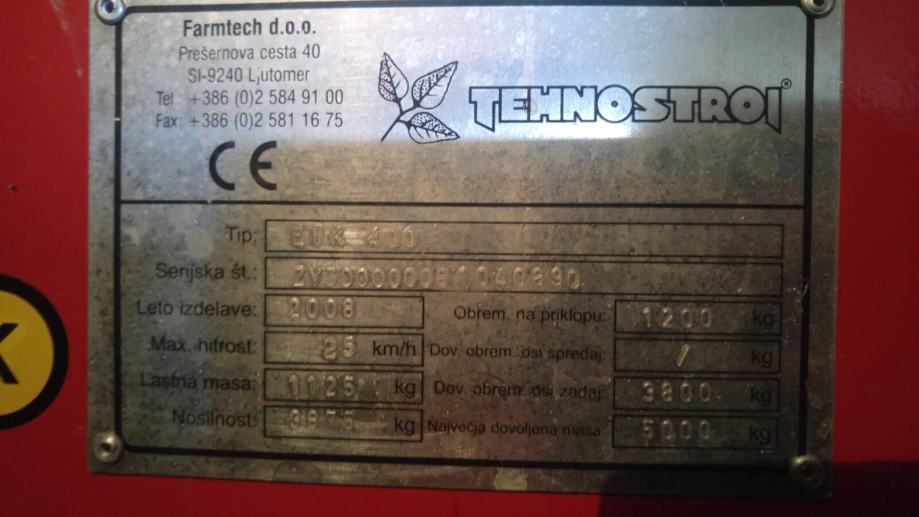 Farmtech d.o.o.
Prešernova cesta 40
SI-9240 Ljutomer
Tel.: +386 (0)2 584 91 00
Fax: +386 (0)2 581 16 75
TEHNOSTROJ®
CE
Tip: EDK 400
Serijska št.:
Leto izdelave: 2008
Obrem. na priklopu: 1200 kg
Max. hitrost: 25 km/h
Dov. obrem. osi spredaj: / kg
Lastna masa: 1125 kg
Dov. obrem. osi zadaj: 3800 kg
Nosilnost: kg
Največja dovoljena masa: 5000 kg